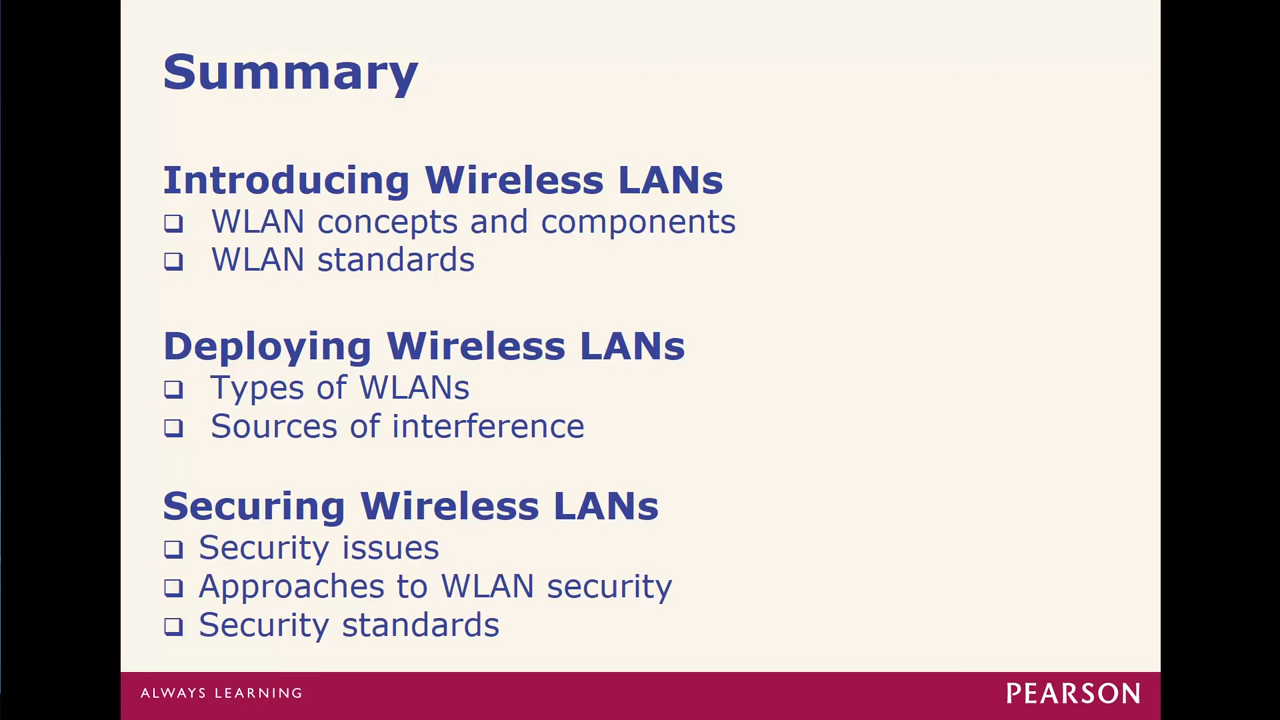 Summary
Introducing Wireless LANs
❑ WLAN concepts and components
❑ WLAN standards
Deploying Wireless LANs
❑ Types of WLANs
❑ Sources of interference
Securing Wireless LANs
❑ Security issues
❑ Approaches to WLAN security
❑ Security standards
ALWAYS LEARNING
PEARSON